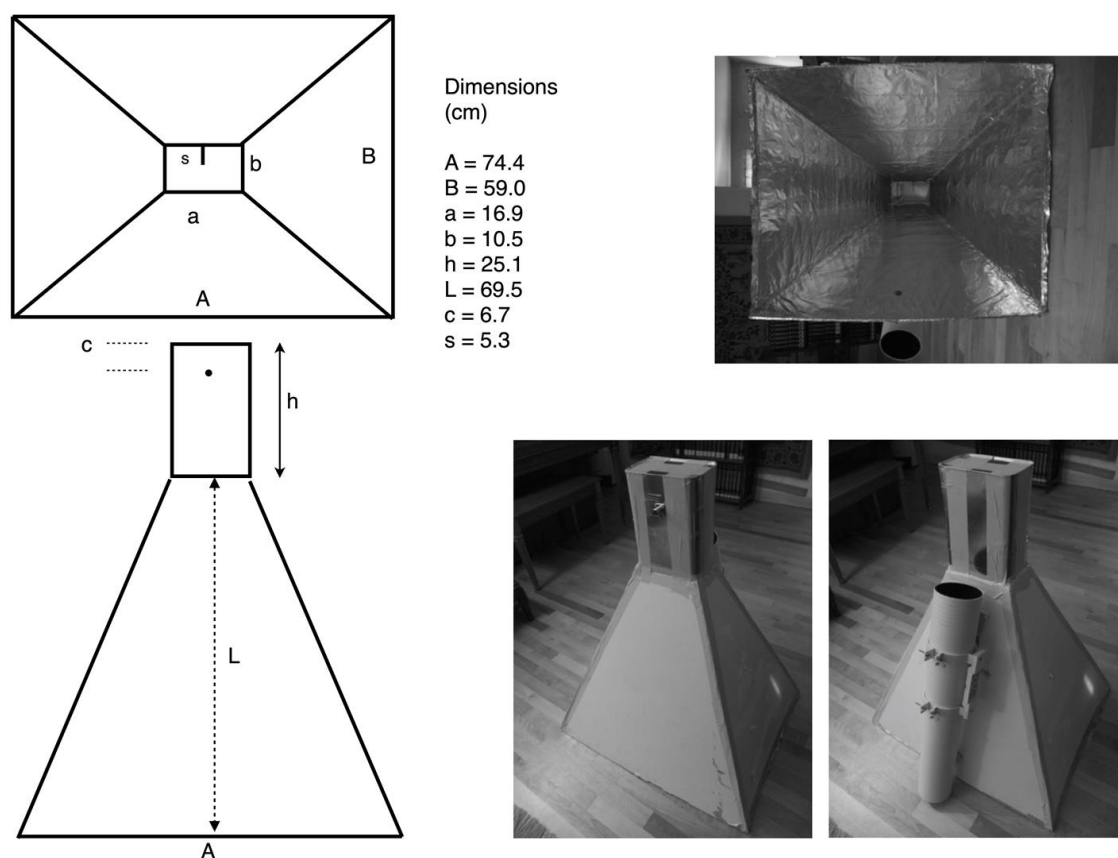 s
b
B
a
A
Dimensions
(cm)
A = 74.4
B = 59.0
a = 16.9
b = 10.5
h = 25.1
L = 69.5
c = 6.7
s = 5.3
c
h
L
A